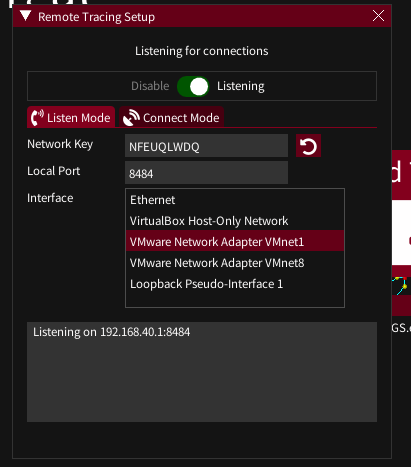 Remote Tracing Setup
Listening for connections
Disable Listening
Listen Mode Connect Mode
Network Key NFEUQLWDQ
Local Port 8484
Interface Ethernet
VirtualBox Host-Only Network
VMware Network Adapter VMnet1
VMware Network Adapter VMnet8
Loopback Pseudo-Interface 1
Listening on 192.168.40.1:8484